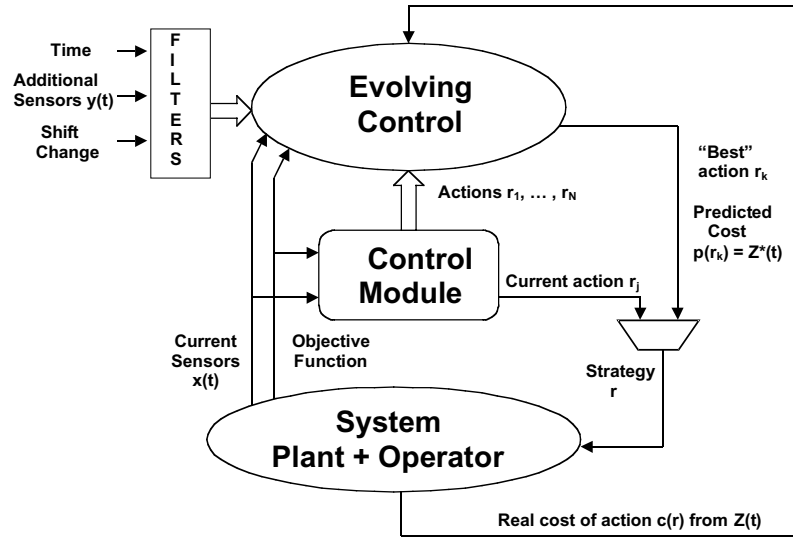 Time
Additional
Sensors y(t)
Shift
Change
F
I
L
T
E
R
S
Evolving
Control
"Best"
action rₖ
Predicted
Cost
p(rₖ) = Z*(t)
Actions r₁, … , r_N
Control
Module
Current action rⱼ
Current
Sensors
x(t)
Objective
Function
Strategy
r
System
Plant + Operator
Real cost of action c(r) from Z(t)